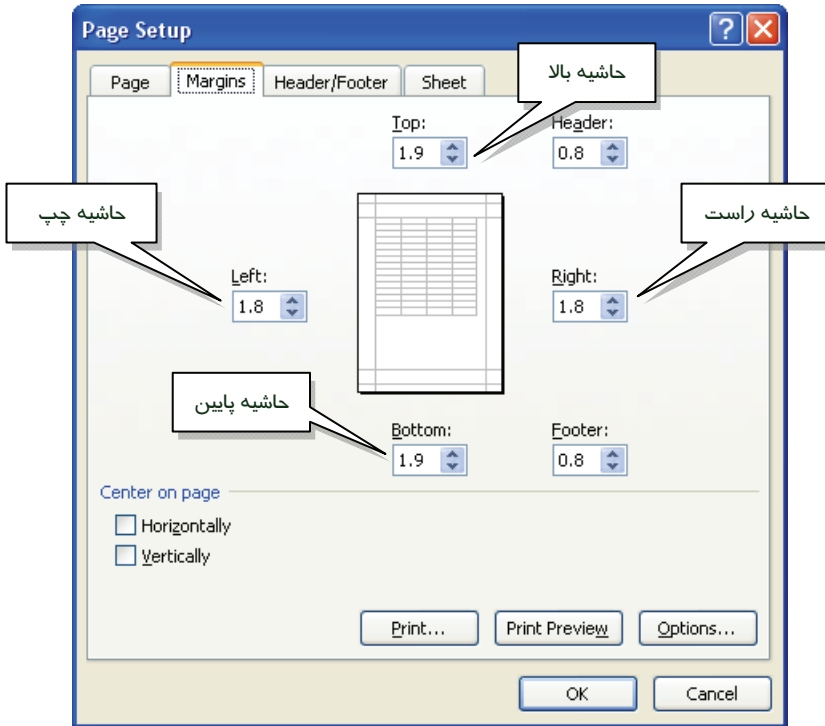 Page Setup
Page Margins Header/Footer Sheet
حاشیه بالا
Top: Header:
1.9 0.8
حاشیه چپ
حاشیه راست
Left: Right:
1.8 1.8
حاشیه پایین
Bottom: Footer:
1.9 0.8
Center on page
Horizontally
Vertically
Print... Print Preview Options...
OK Cancel